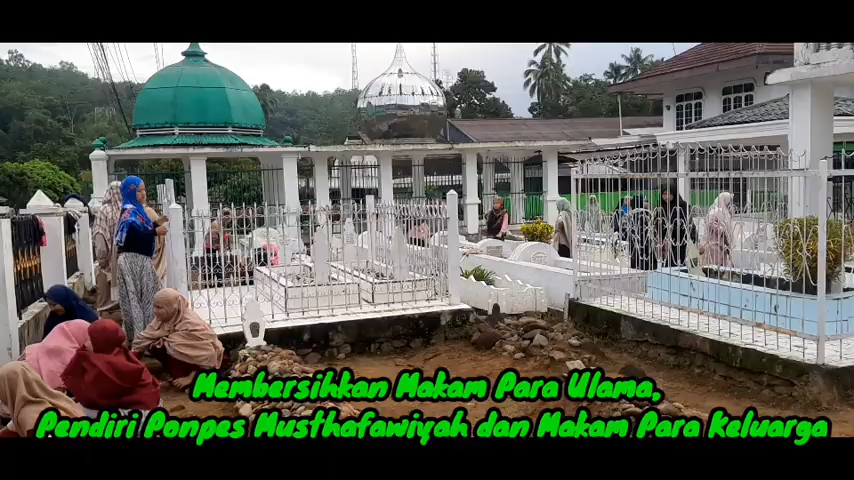 Membersihkan Makam Para Ulama,
Pendiri Ponpes Musthafawiyah, dan Makam Para Keluarga